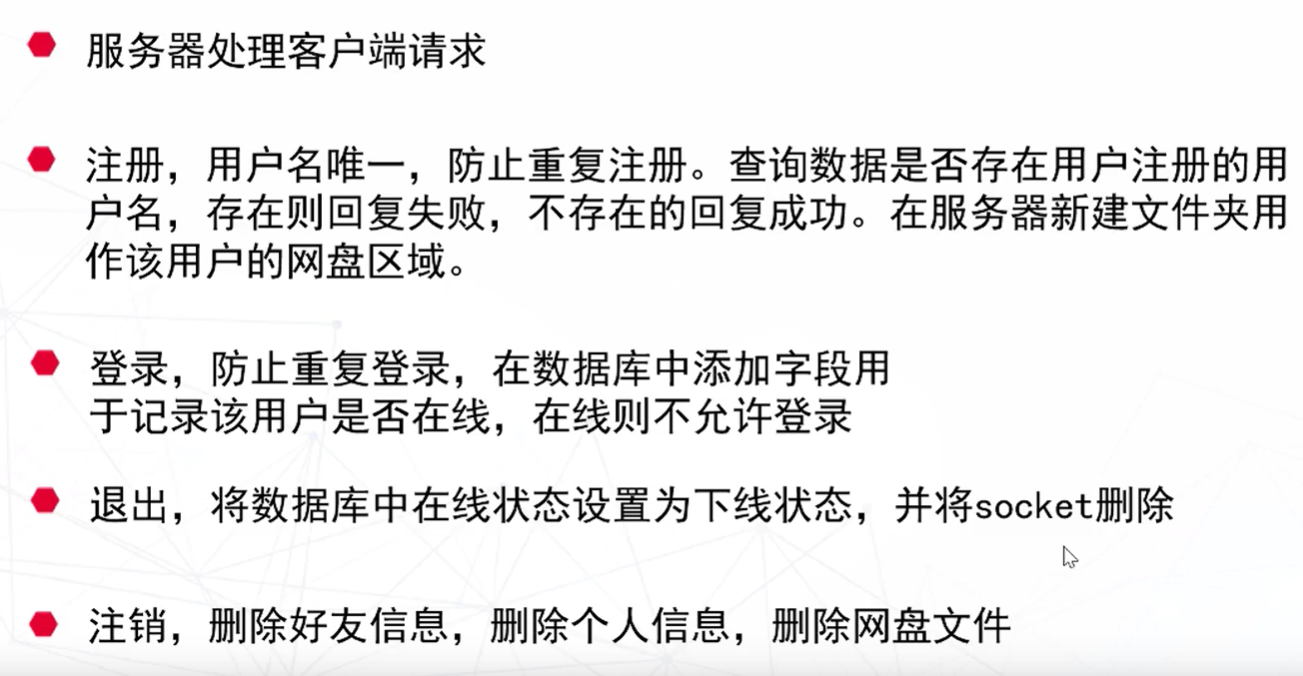 服务器处理客户端请求
注册，用户名唯一，防止重复注册。查询数据是否存在用户注册的用
户名，存在则回复失败，不存在的回复成功。在服务器新建文件夹用
作该用户的网盘区域。
登录，防止重复登录，在数据库中添加字段用
于记录该用户是否在线，在线则不允许登录
退出，将数据库中在线状态设置为下线状态，并将socket删除
注销，删除好友信息，删除个人信息，删除网盘文件